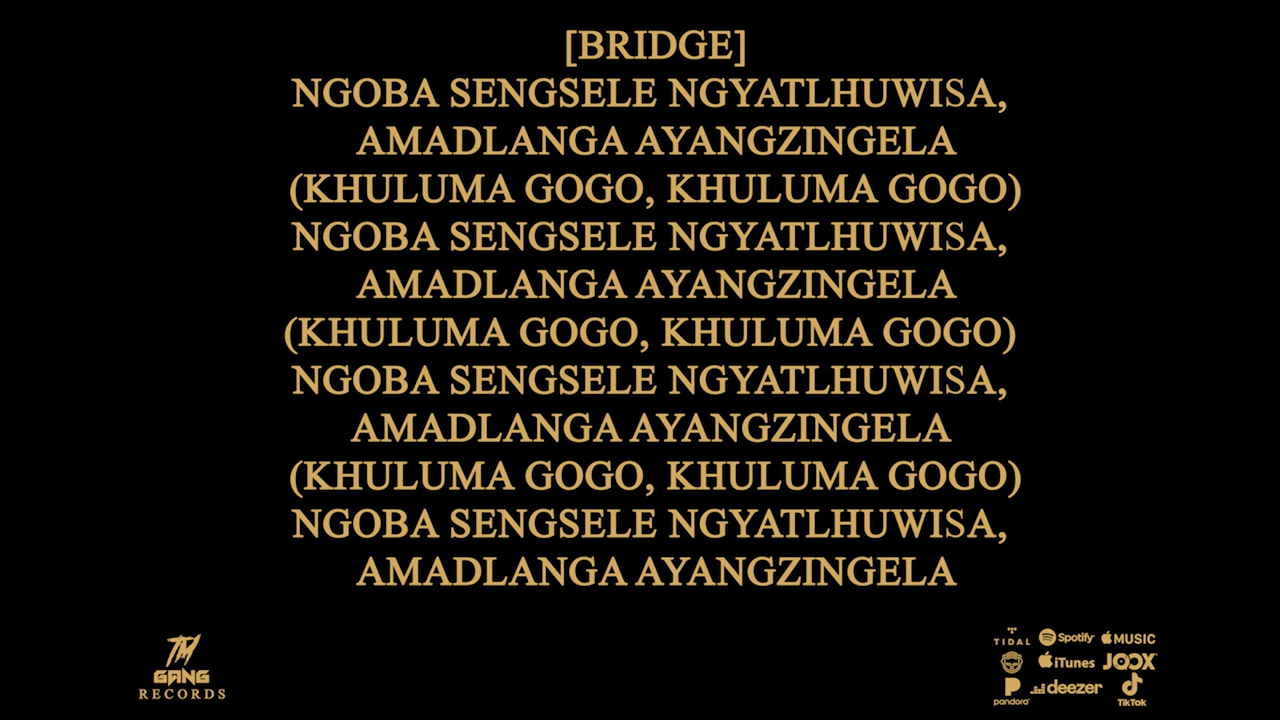 [BRIDGE]
NGOBA SENGSELE NGYATLHUWISA,
AMADLANGA AYANGZINGELA
(KHULUMA GOGO, KHULUMA GOGO)
NGOBA SENGSELE NGYATLHUWISA,
AMADLANGA AYANGZINGELA
(KHULUMA GOGO, KHULUMA GOGO)
NGOBA SENGSELE NGYATLHUWISA,
AMADLANGA AYANGZINGELA
(KHULUMA GOGO, KHULUMA GOGO)
NGOBA SENGSELE NGYATLHUWISA,
AMADLANGA AYANGZINGELA
TM
GANG
RECORDS
TIDAL Spotify MUSIC
iTunes JOOX
pandora deezer TikTok